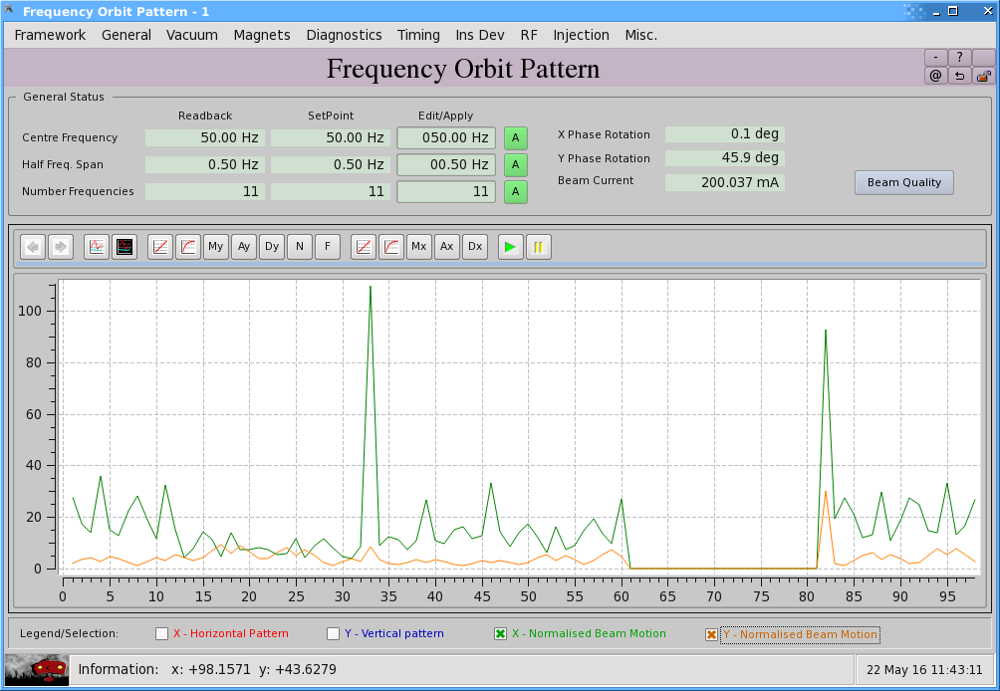 Frequency Orbit Pattern - 1
Framework General Vacuum Magnets Diagnostics Timing Ins Dev RF Injection Misc.
Frequency Orbit Pattern
- ?
@
General Status
Readback SetPoint Edit/Apply
Centre Frequency 50.00 Hz 50.00 Hz 050.00 Hz A
Half Freq. Span 0.50 Hz 0.50 Hz 00.50 Hz A
Number Frequencies 11 11 11 A
X Phase Rotation 0.1 deg
Y Phase Rotation 45.9 deg
Beam Current 200.037 mA
Beam Quality
My Ay Dy N F Mx Ax Dx
100
80
60
40
20
0
0 5 10 15 20 25 30 35 40 45 50 55 60 65 70 75 80 85 90 95
Legend/Selection: X - Horizontal Pattern Y - Vertical pattern X - Normalised Beam Motion Y - Normalised Beam Motion
Information: x: +98.1571 y: +43.6279 22 May 16 11:43:11